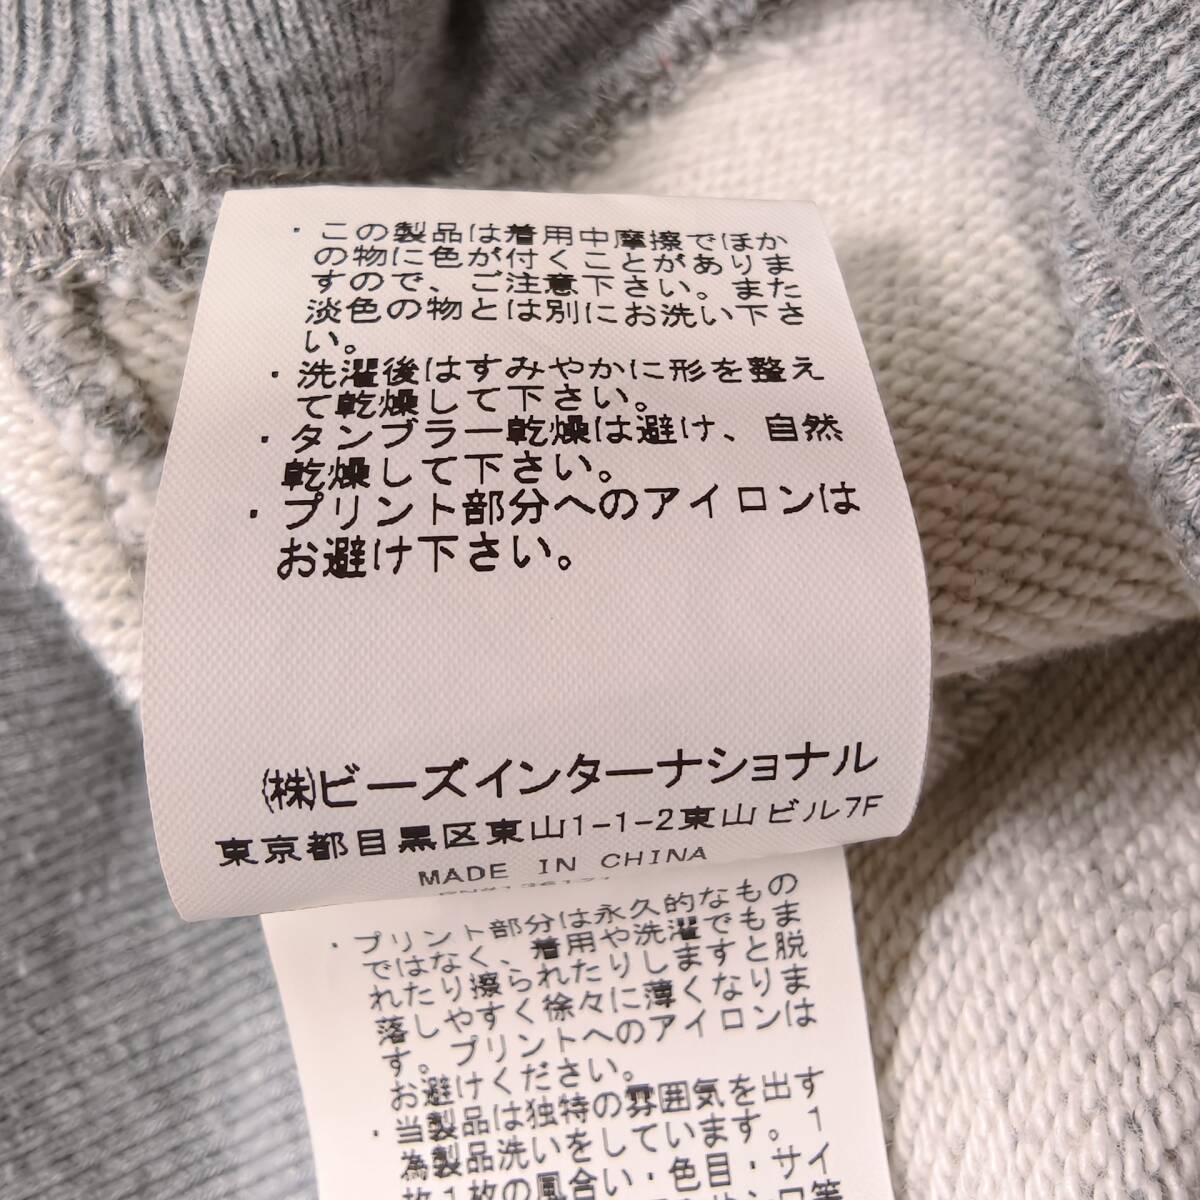 ・この製品は着用中摩擦でほか
の物に色が付くことがありま
すので、ご注意下さい。また
淡色の物とは別にお洗い下さ
い。
・洗濯後はすみやかに形を整え
て乾燥して下さい。
・タンブラー乾燥は避け、自然
乾燥して下さい。
・プリント部分へのアイロンは
お避け下さい。
(株)ビーズインターナショナル
東京都目黒区東山1-1-2東山ビル7F
MADE IN CHINA
・プリント部分は永久的なもの
ではなく、着用や洗濯でもま
れたり擦られたりしますと脱
落しやすく徐々に薄くなりま
す。プリントへのアイロンは
お避けください。
・当製品は独特の雰囲気を出す
為製品洗いをしています。1
枚1枚の風合い・色目・サイ